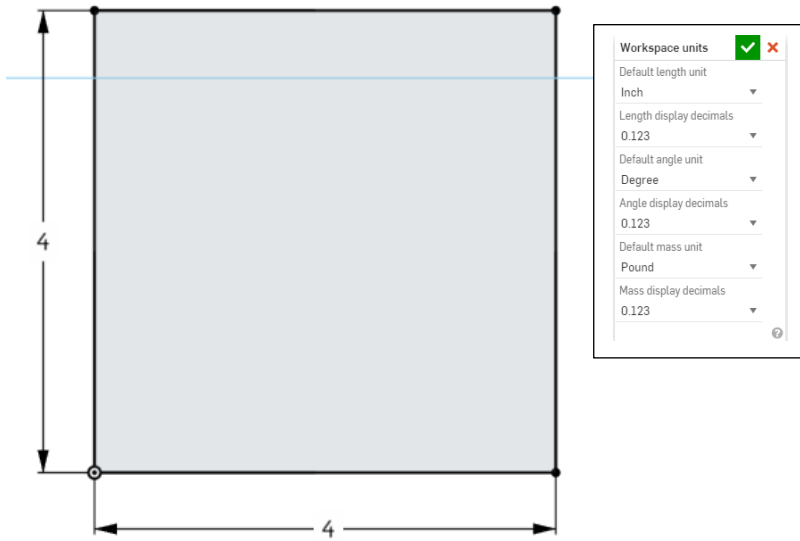 Workspace units
Default length unit
Inch
Length display decimals
0.123
Default angle unit
Degree
Angle display decimals
0.123
Default mass unit
Pound
Mass display decimals
0.123
?
4
4